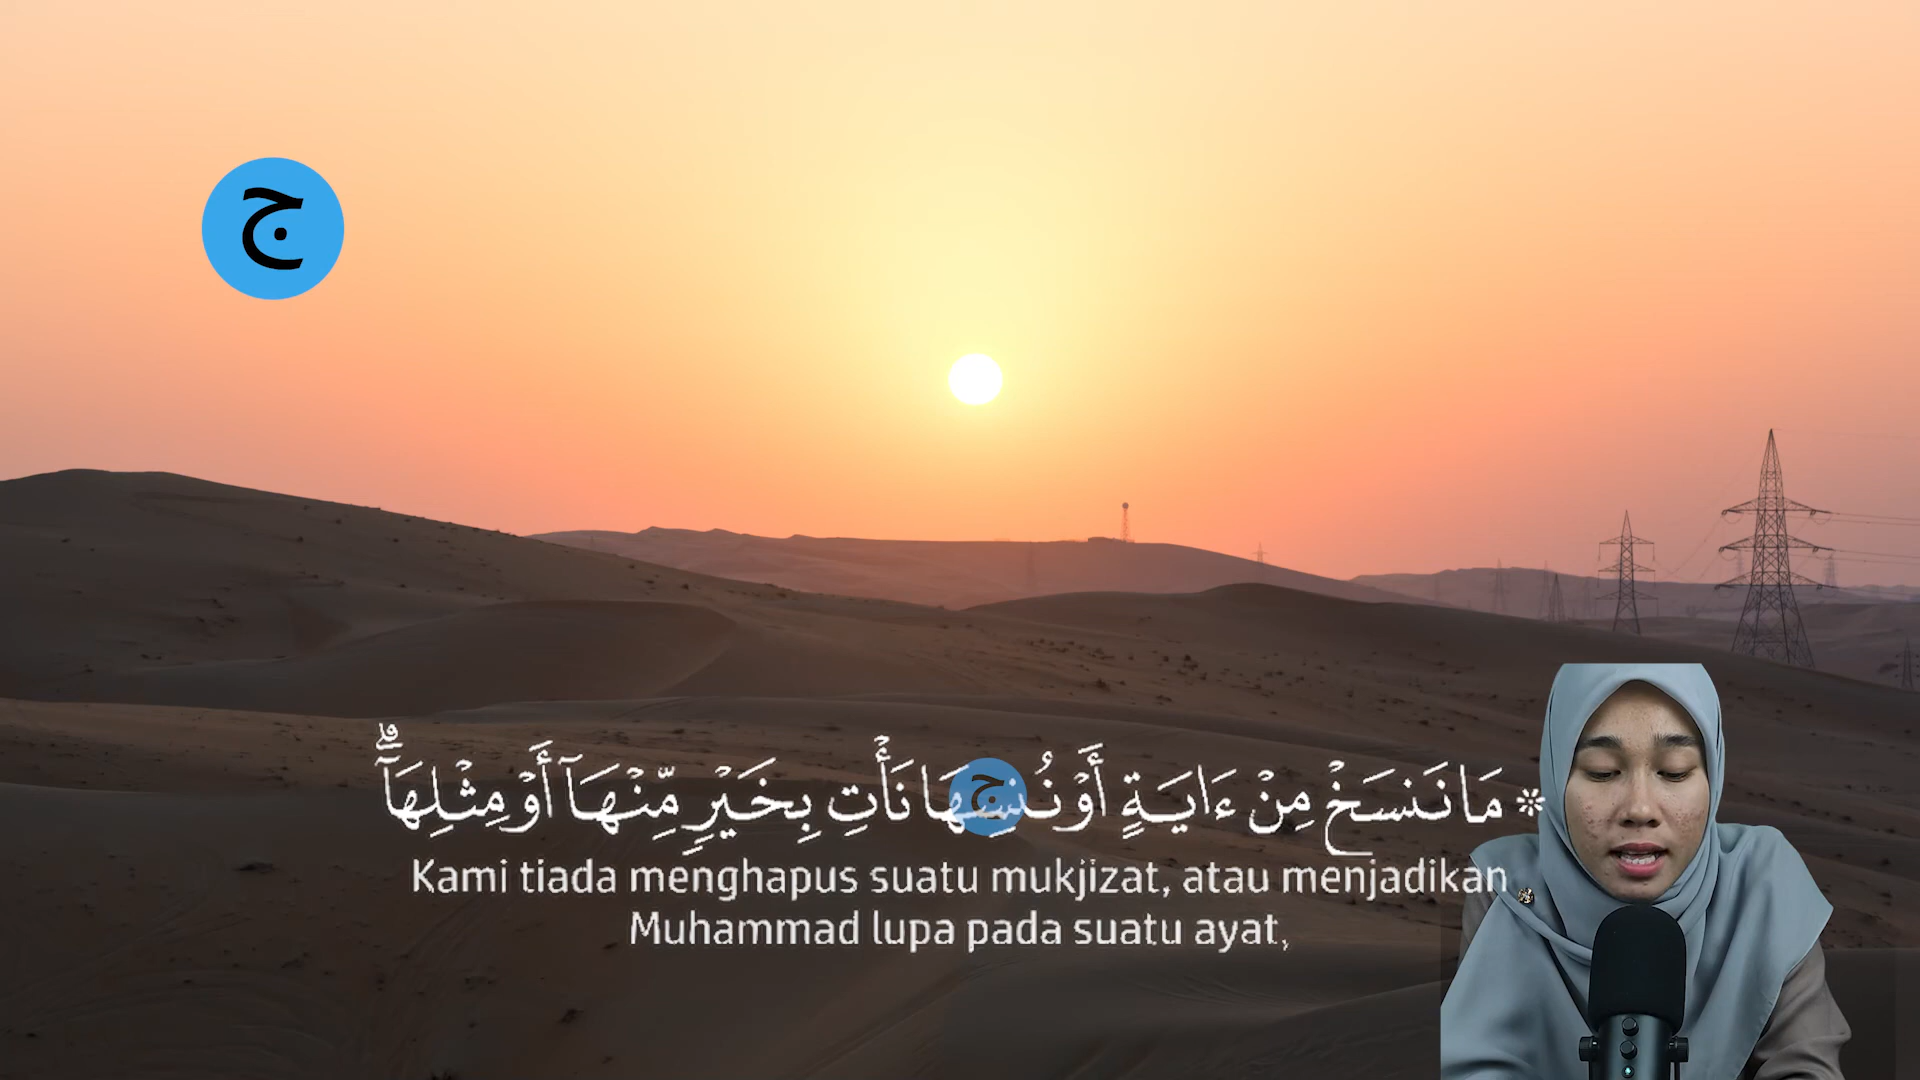 ج
۞ مَا نَنسَخْ مِنْ ءَايَةٍ أَوْ نُنسِهَا نَأْتِ بِخَيْرٍ مِّنْهَآ أَوْ مِثْلِهَآ ۗ
ج
Kami tiada menghapus suatu mukjizat, atau menjadikan
Muhammad lupa pada suatu ayat,